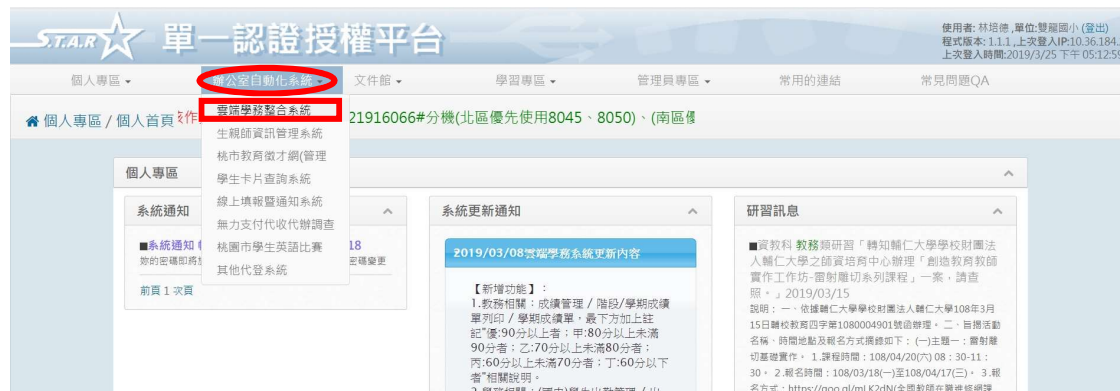 S.T.A.R 單一認證授權平台
使用者: 林培德 ,單位:雙龍國小 (登出)
程式版本: 1.1.1 ,上次登入IP:10.36.184.
上次登入時間:2019/3/25 下午 05:12:59
個人專區 辦公室自動化系統 文件館 學習專區 管理員專區 常用的連結 常見問題QA
個人專區 / 個人首頁
21916066#分機(北區優先使用8045、8050)、(南區優
雲端學務整合系統
生親師資訊管理系統
桃市教育徵才網(管理
學生卡片查詢系統
線上填報暨通知系統
無力支付代收代辦調查
桃園市學生英語比賽
其他代登系統
個人專區
系統通知
■系統通知
18
妳的密碼即將
密碼變更
前頁 1 次頁
系統更新通知
2019/03/08雲端學務系統更新內容
【新增功能】:
1.教務相關:成績管理 / 階段/學期成績
單列印 / 學期成績單,最下方加上註
記"優:90分以上者;甲:80分以上未滿
90分者;乙:70分以上未滿80分者;
丙:60分以上未滿70分者;丁:60分以下
者"相關說明。
研習訊息
■資教科 教務類研習「轉知輔仁大學學校財團法
人輔仁大學之師資培育中心辦理「創造教育教師
實作工作坊-雷射雕切系列課程」一案,請查
照。」2019/03/15
說明: 一、依據輔仁大學學校財團法人輔仁大學108年3月
15日輔校教育四字第1080004901號函辦理。 二、旨揭活動
名稱、時間地點及報名方式摘錄如下: (一)主題一:雷射雕
切基礎實作。 1.課程時間:108/04/20(六) 08:30-11:
30。 2.報名時間:108/03/18(一)至108/04/17(三)。 3.報